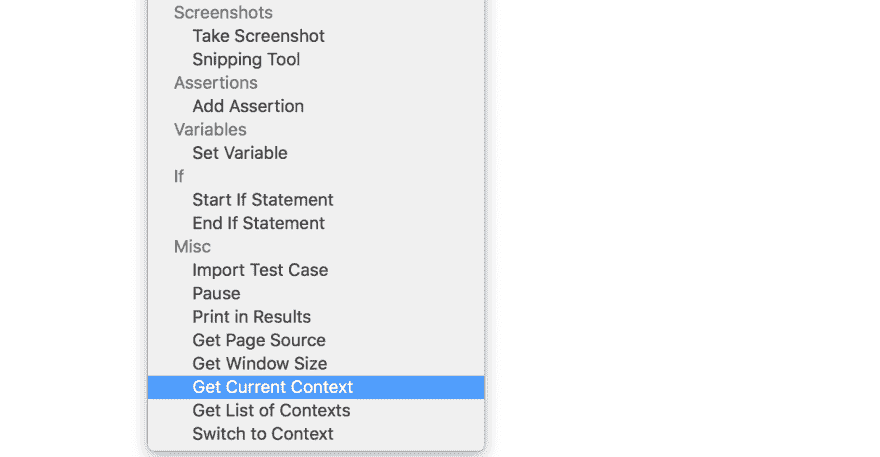 Screenshots
Take Screenshot
Snipping Tool
Assertions
Add Assertion
Variables
Set Variable
If
Start If Statement
End If Statement
Misc
Import Test Case
Pause
Print in Results
Get Page Source
Get Window Size
Get Current Context
Get List of Contexts
Switch to Context